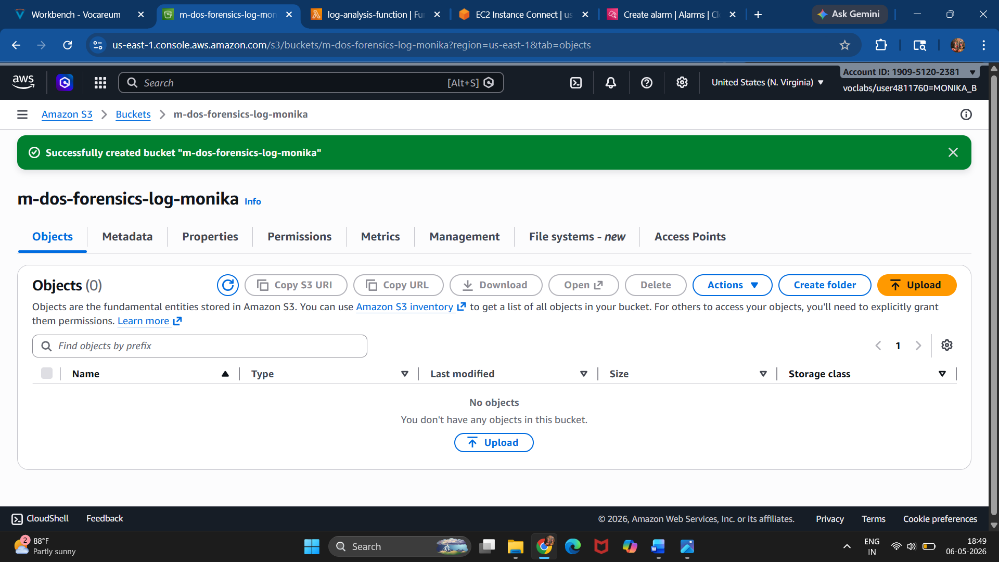 Workbench - Vocareum
m-dos-forensics-log-mon
log-analysis-function | Fu
EC2 Instance Connect | us
Create alarm | Alarms | Cl
Ask Gemini
us-east-1.console.aws.amazon.com/s3/buckets/m-dos-forensics-log-monika?region=us-east-1&tab=objects
aws
Search
[Alt+S]
United States (N. Virginia)
Account ID: 1909-5120-2381
voclabs/user4811760=MONIKA_B
Amazon S3 > Buckets > m-dos-forensics-log-monika
Successfully created bucket "m-dos-forensics-log-monika"
m-dos-forensics-log-monika Info
Objects Metadata Properties Permissions Metrics Management File systems - new Access Points
Objects (0)
Copy S3 URI Copy URL Download Open Delete Actions Create folder Upload
Objects are the fundamental entities stored in Amazon S3. You can use Amazon S3 inventory to get a list of all objects in your bucket. For others to access your objects, you'll need to explicitly grant
them permissions. Learn more
Find objects by prefix
1
Name Type Last modified Size Storage class
No objects
You don't have any objects in this bucket.
Upload
CloudShell Feedback © 2026, Amazon Web Services, Inc. or its affiliates. Privacy Terms Cookie preferences
2
88°F
Partly sunny
Search
ENG
IN
18:49
06-05-2026